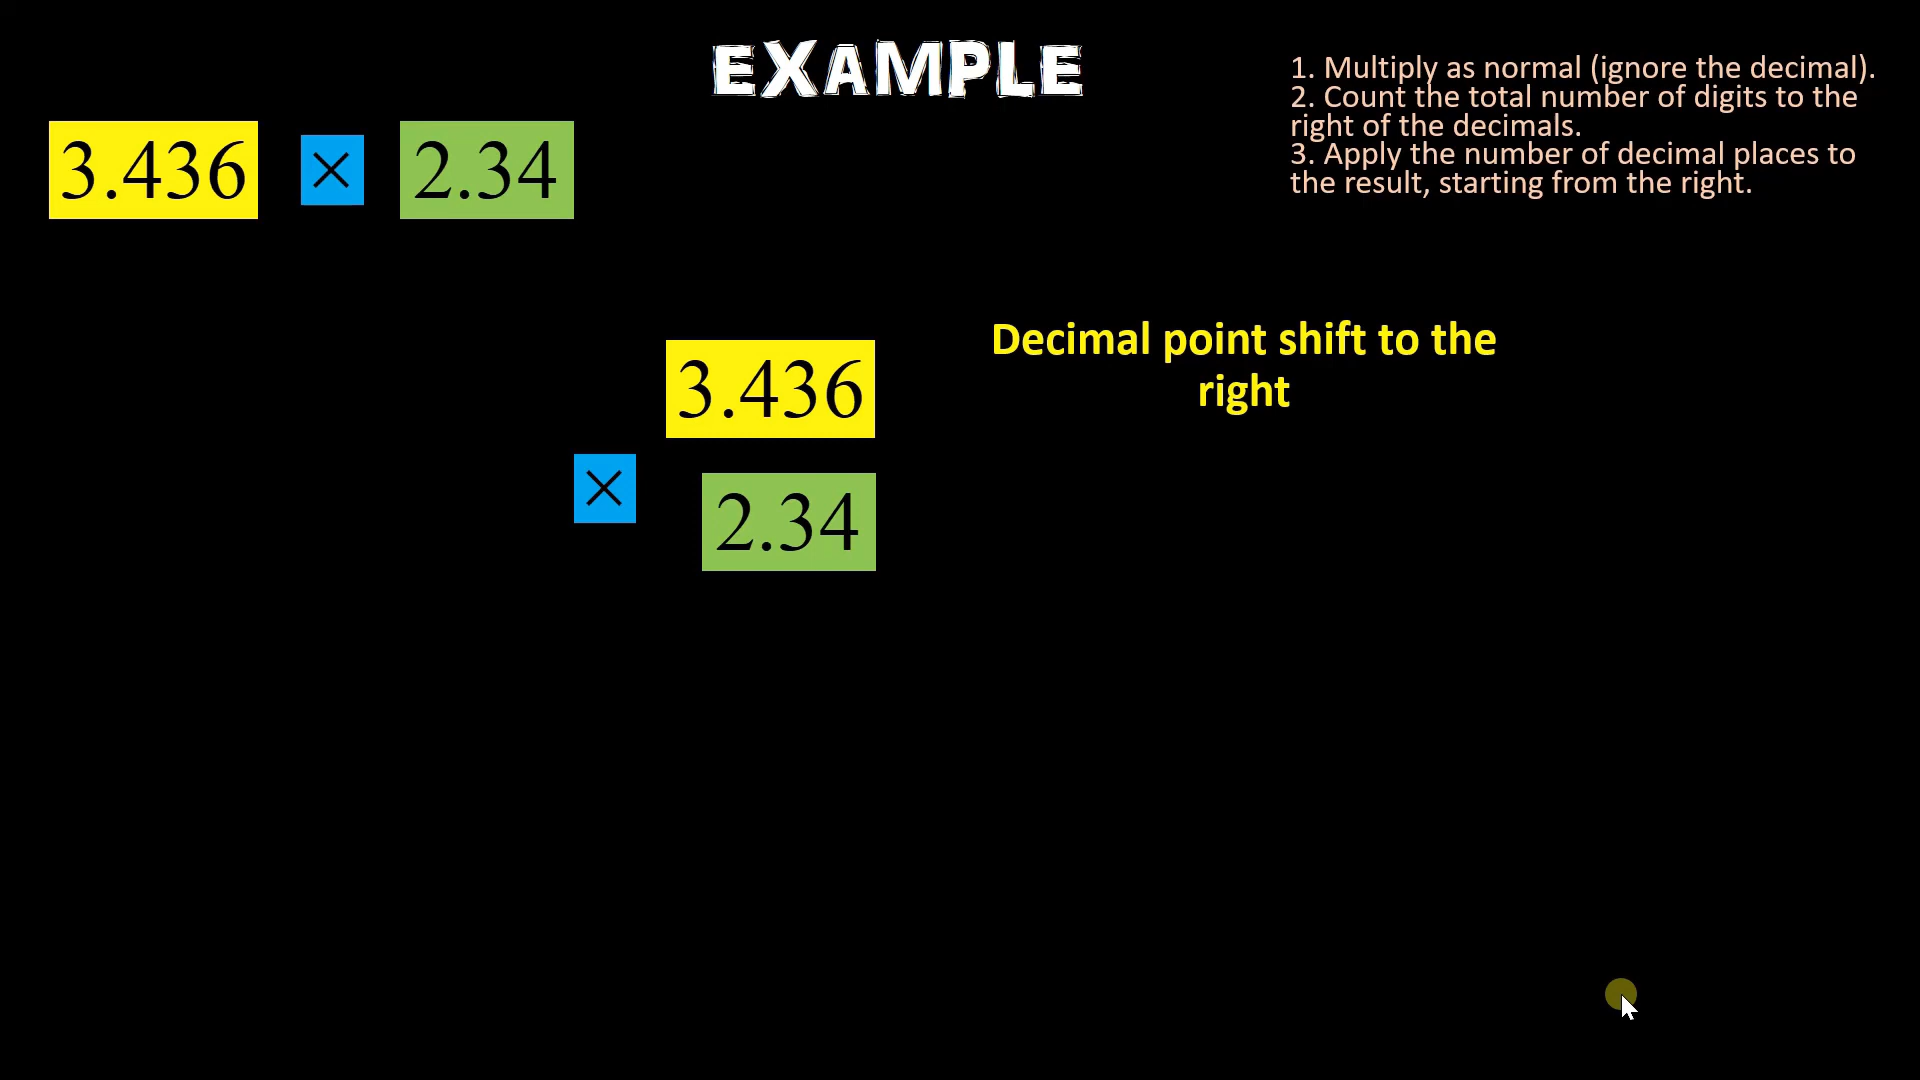 EXAMPLE
1. Multiply as normal (ignore the decimal).
2. Count the total number of digits to the
right of the decimals.
3. Apply the number of decimal places to
the result, starting from the right.
3.436 × 2.34
Decimal point shift to the
right
3.436
×
2.34